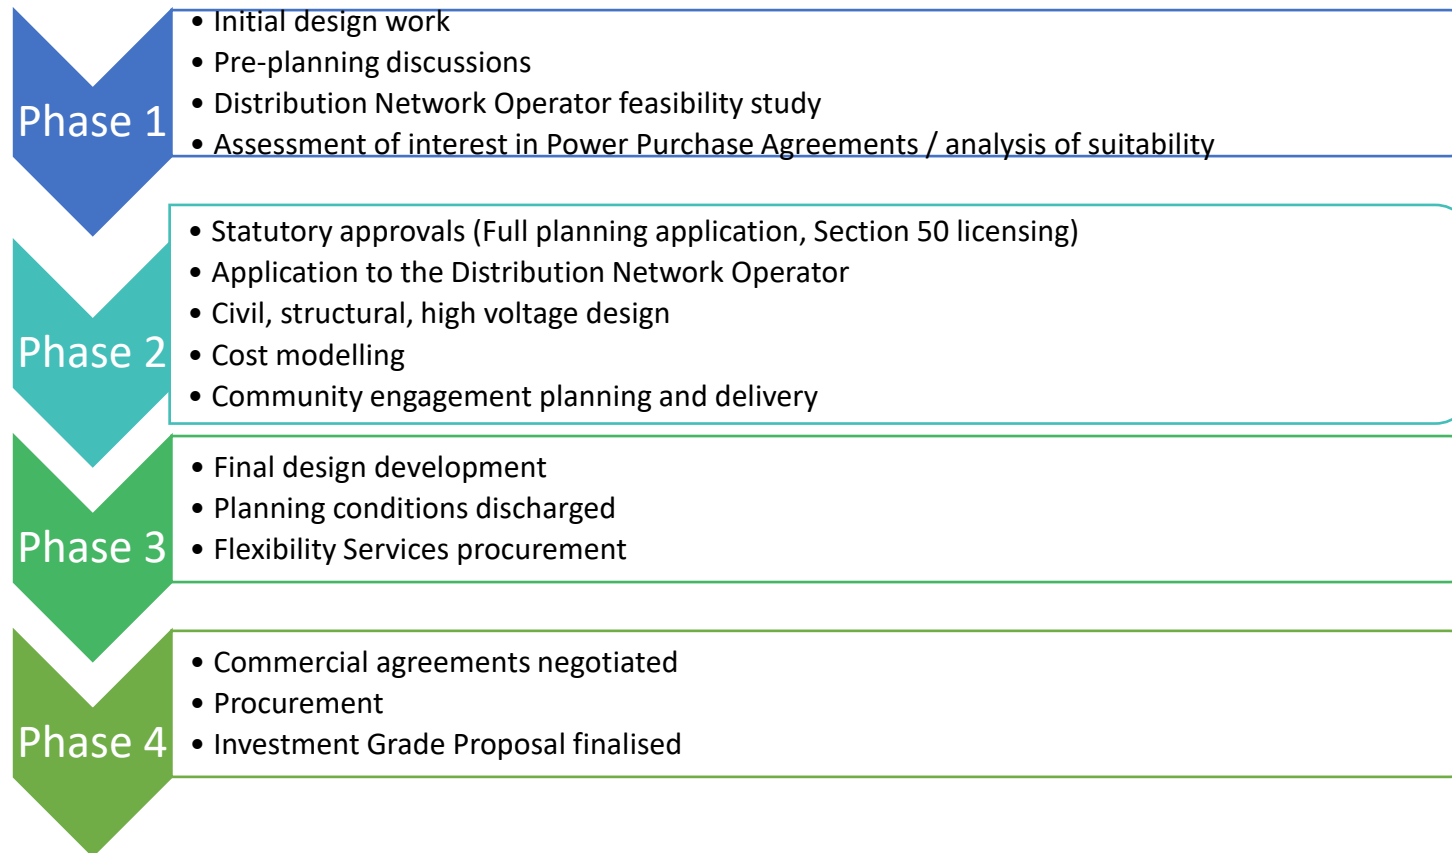 Phase 1
• Initial design work
• Pre-planning discussions
• Distribution Network Operator feasibility study
• Assessment of interest in Power Purchase Agreements / analysis of suitability
Phase 2
• Statutory approvals (Full planning application, Section 50 licensing)
• Application to the Distribution Network Operator
• Civil, structural, high voltage design
• Cost modelling
• Community engagement planning and delivery
Phase 3
• Final design development
• Planning conditions discharged
• Flexibility Services procurement
Phase 4
• Commercial agreements negotiated
• Procurement
• Investment Grade Proposal finalised